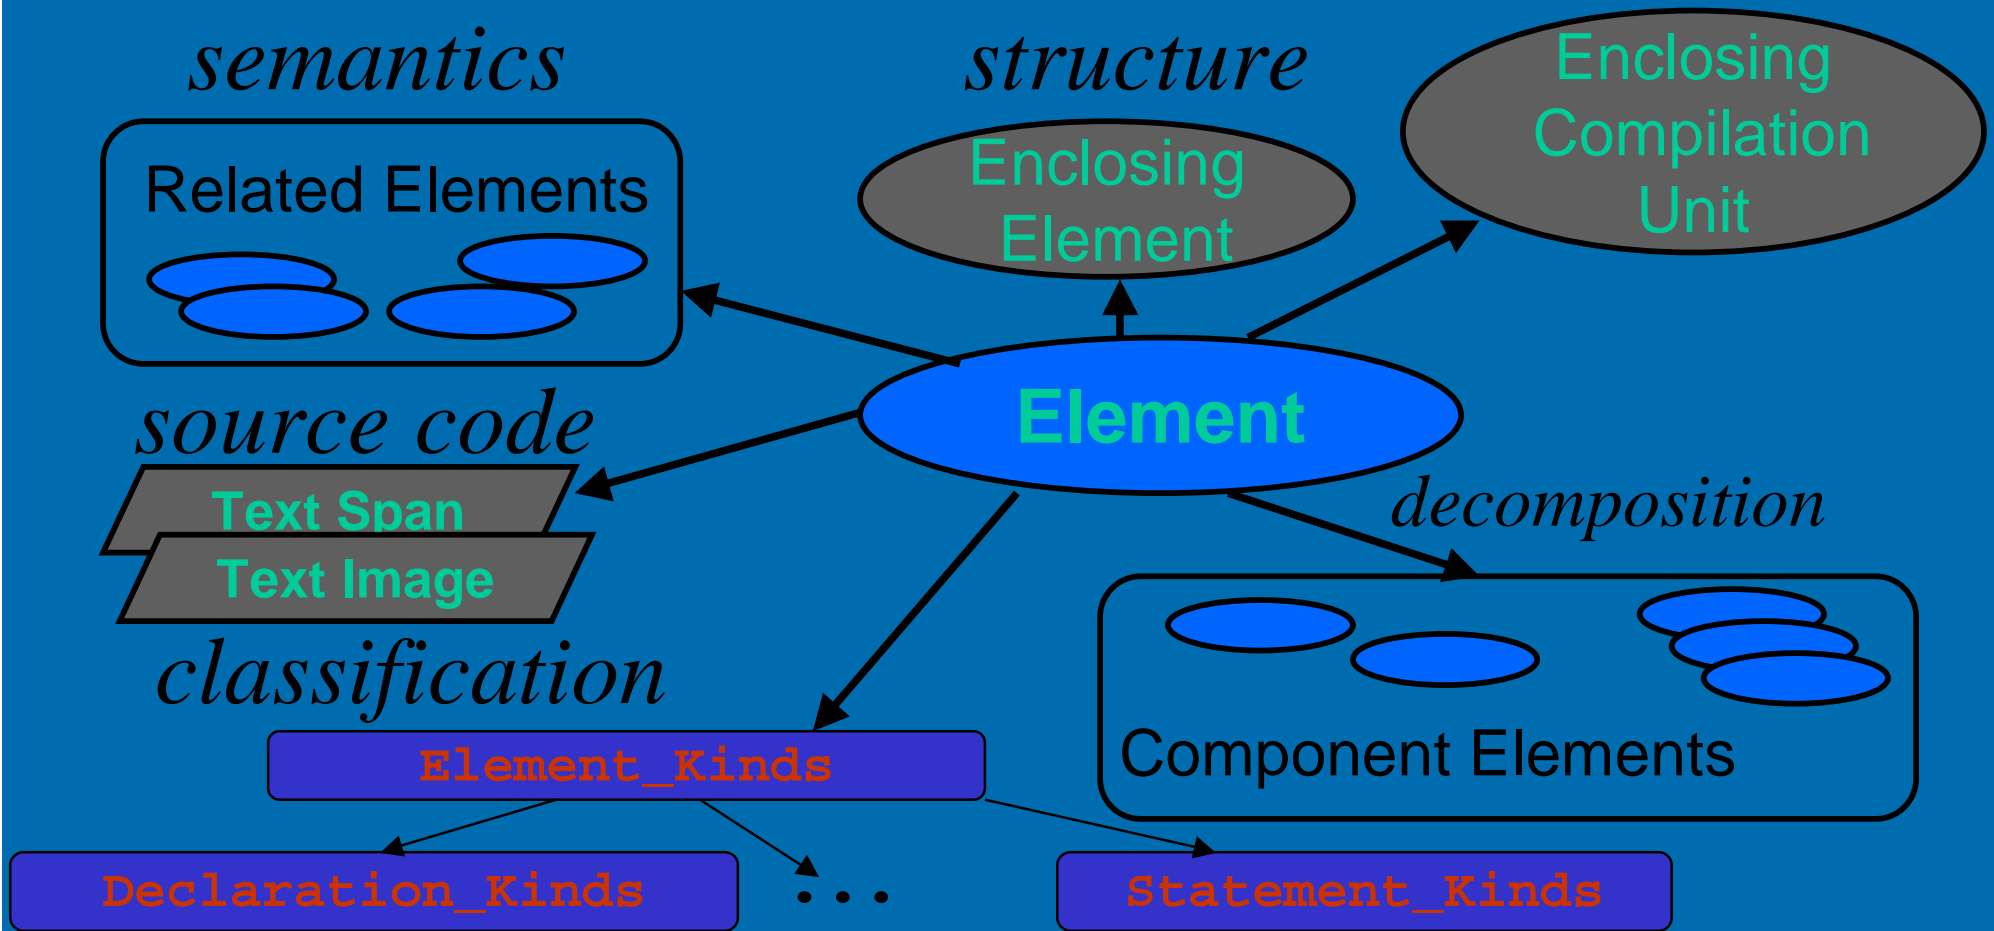 semantics
structure
Enclosing
Compilation
Unit
Enclosing
Element
Related Elements
Element
source code
Text Span
Text Image
decomposition
classification
Component Elements
Element_Kinds
Declaration_Kinds
...
Statement_Kinds